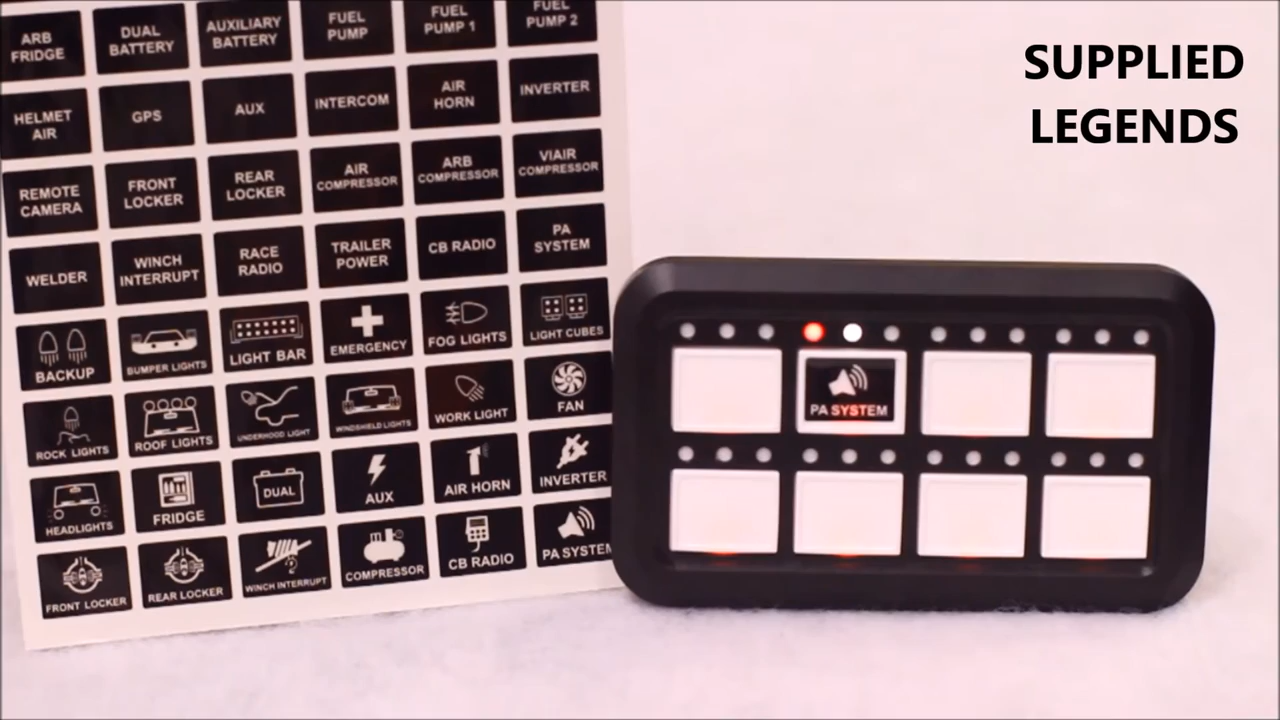 SUPPLIED
LEGENDS
ARB
FRIDGE
DUAL
BATTERY
AUXILIARY
BATTERY
FUEL
PUMP
FUEL
PUMP 1
FUEL
PUMP 2
HELMET
AIR
GPS
AUX
INTERCOM
AIR
HORN
INVERTER
REMOTE
CAMERA
FRONT
LOCKER
REAR
LOCKER
AIR
COMPRESSOR
ARB
COMPRESSOR
VIAIR
COMPRESSOR
WELDER
WINCH
INTERRUPT
RACE
RADIO
TRAILER
POWER
CB RADIO
PA
SYSTEM
BACKUP
BUMPER LIGHTS
LIGHT BAR
EMERGENCY
FOG LIGHTS
LIGHT CUBES
ROCK LIGHTS
ROOF LIGHTS
UNDERHOOD LIGHT
WINDSHIELD LIGHTS
WORK LIGHT
FAN
HEADLIGHTS
FRIDGE
DUAL
AUX
AIR HORN
INVERTER
FRONT LOCKER
REAR LOCKER
WINCH INTERRUPT
COMPRESSOR
CB RADIO
PA SYSTEM
PA SYSTEM